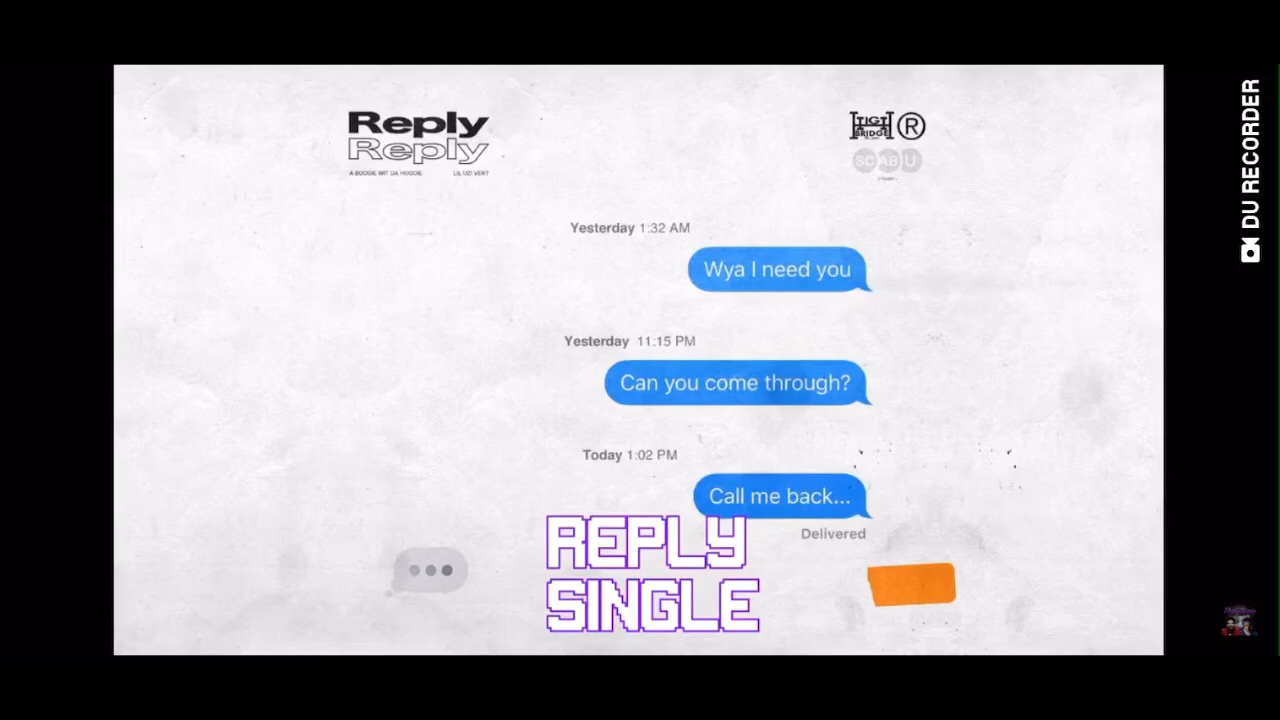 Reply
Reply
A BOOGIE WIT DA HOODIE
LIL UZI VERT
HIGH
BRIDGE
®
SCABU
Yesterday 1:32 AM
Wya I need you
Yesterday 11:15 PM
Can you come through?
Today 1:02 PM
Call me back...
Delivered
REPLY
SINGLE
DU RECORDER